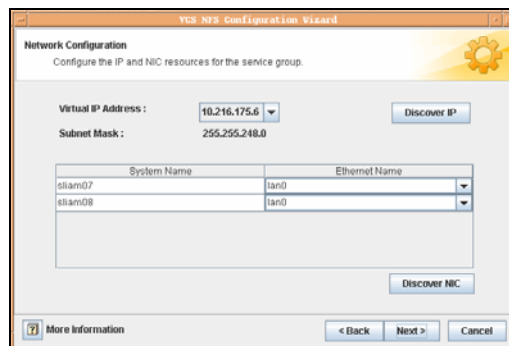 VCS NFS Configuration Wizard
Network Configuration
Configure the IP and NIC resources for the service group.
Virtual IP Address :
10.216.175.6
Discover IP
Subnet Mask :
255.255.248.0
System Name
Ethernet Name
sliam07
lan0
sliam08
lan0
Discover NIC
More Information
< Back
Next >
Cancel